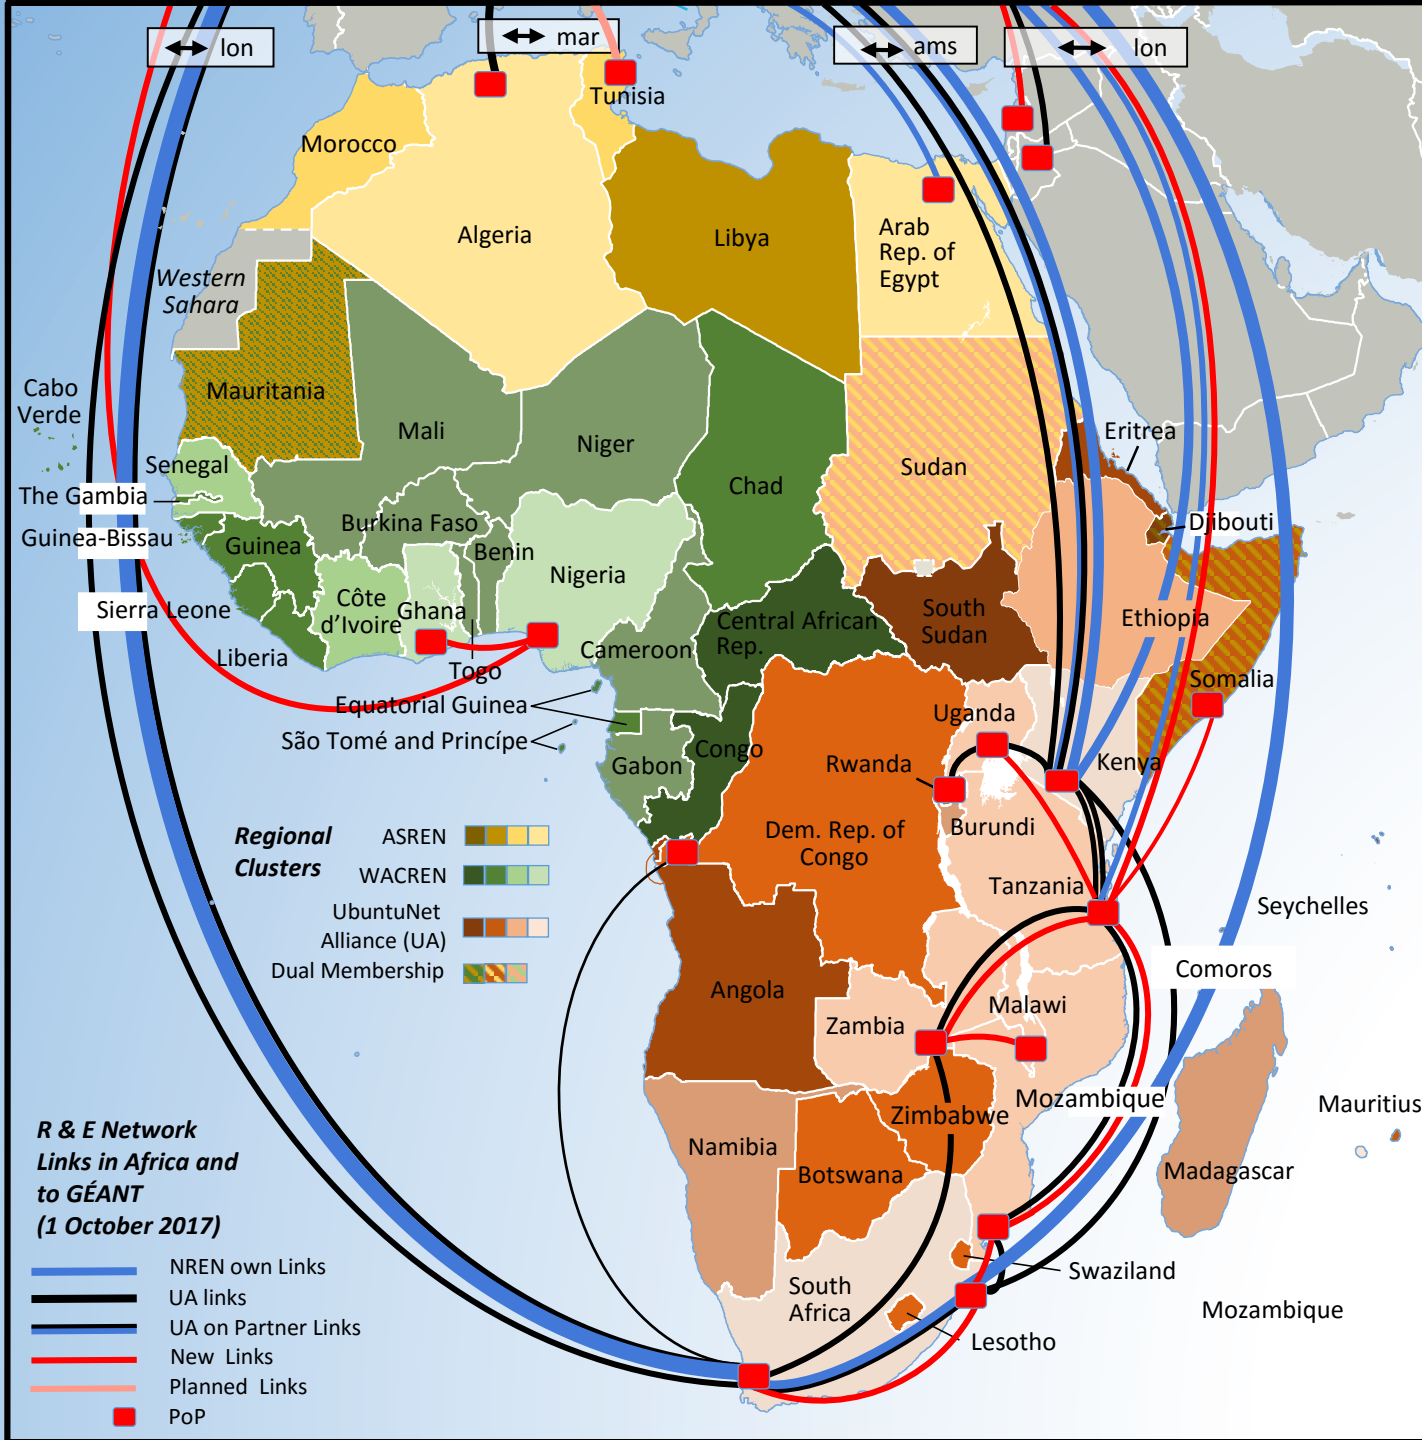 lon
mar
ams
lon
Tunisia
Morocco
Algeria
Libya
Arab
Rep. of
Egypt
Western
Sahara
Mauritania
Cabo
Verde
Mali
Niger
Chad
Sudan
Eritrea
Senegal
The Gambia
Guinea-Bissau
Guinea
Burkina Faso
Benin
Nigeria
Djibouti
Sierra Leone
Côte
d’Ivoire
Ghana
Central African
Rep.
South
Sudan
Ethiopia
Liberia
Togo
Cameroon
Somalia
Equatorial Guinea
São Tomé and Princípe
Gabon
Congo
Uganda
Rwanda
Kenya
Burundi
Dem. Rep. of
Congo
Tanzania
Seychelles
Comoros
Regional
Clusters
ASREN
WACREN
UbuntuNet
Alliance (UA)
Dual Membership
Angola
Zambia
Malawi
Mozambique
Zimbabwe
Namibia
Botswana
Madagascar
Mauritius
South
Africa
Swaziland
Lesotho
Mozambique
R & E Network
Links in Africa and
to GÉANT
(1 October 2017)
NREN own Links
UA links
UA on Partner Links
New Links
Planned Links
PoP